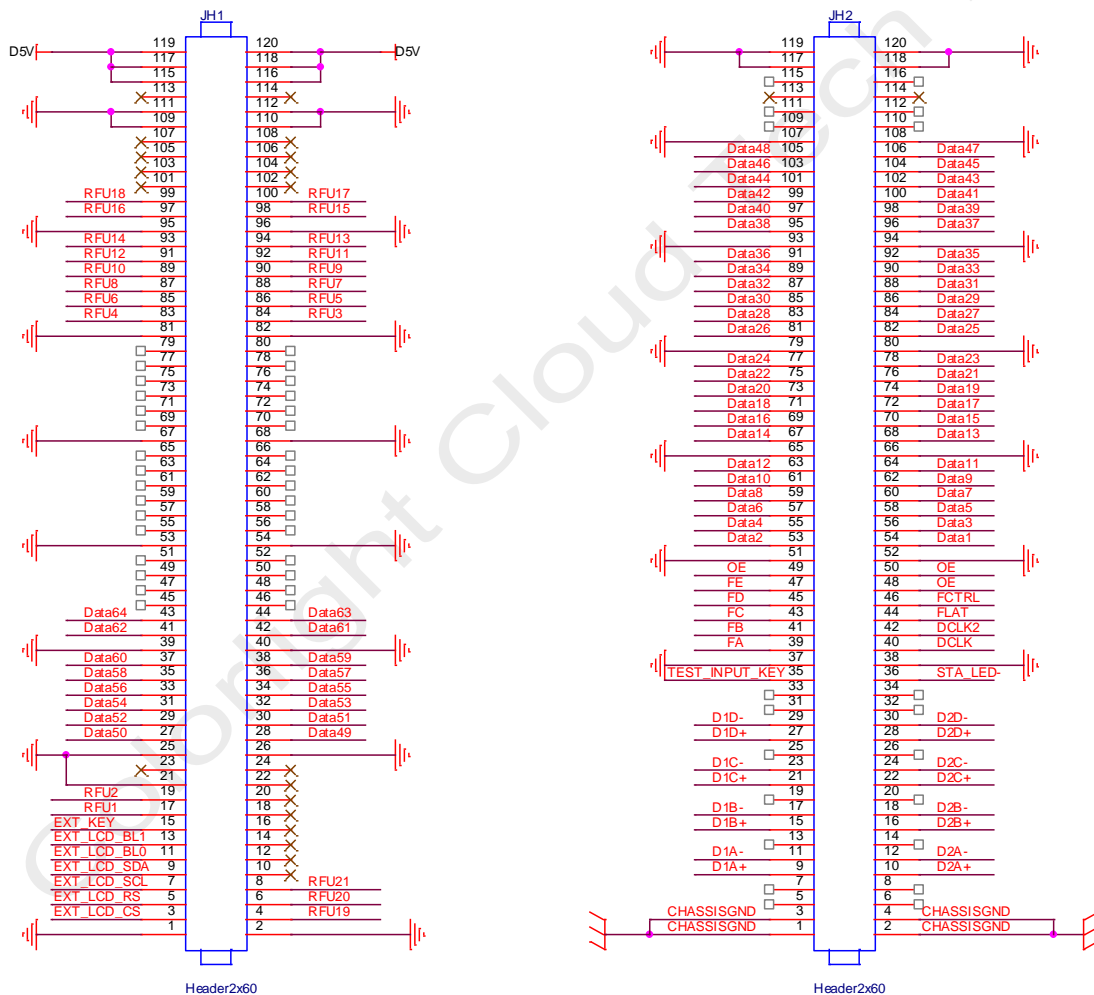 JH1
D5V 119 120 D5V
117 118
115 116
113 114
111 112
109 110
107 108
105 106
103 104
101 102
RFU18 99 100 RFU17
RFU16 97 98 RFU15
95 96
RFU14 93 94 RFU13
RFU12 91 92 RFU11
RFU10 89 90 RFU9
RFU8 87 88 RFU7
RFU6 85 86 RFU5
RFU4 83 84 RFU3
81 82
79 80
77 78
75 76
73 74
71 72
69 70
67 68
65 66
63 64
61 62
59 60
57 58
55 56
53 54
51 52
49 50
47 48
45 46
Data64 43 44 Data63
Data62 41 42 Data61
39 40
Data60 37 38 Data59
Data58 35 36 Data57
Data56 33 34 Data55
Data54 31 32 Data53
Data52 29 30 Data51
Data50 27 28 Data49
25 26
23 24
21 22
RFU2 19 20
RFU1 17 18
EXT_KEY 15 16
EXT_LCD_BL1 13 14
EXT_LCD_BL0 11 12
EXT_LCD_SDA 9 10
EXT_LCD_SCL 7 8 RFU21
EXT_LCD_RS 5 6 RFU20
EXT_LCD_CS 3 4 RFU19
1 2
Header2x60
JH2
119 120
117 118
115 116
113 114
111 112
109 110
107 108
Data48 105 106 Data47
Data46 103 104 Data45
Data44 101 102 Data43
Data42 99 100 Data41
Data40 97 98 Data39
Data38 95 96 Data37
93 94
Data36 91 92 Data35
Data34 89 90 Data33
Data32 87 88 Data31
Data30 85 86 Data29
Data28 83 84 Data27
Data26 81 82 Data25
79 80
Data24 77 78 Data23
Data22 75 76 Data21
Data20 73 74 Data19
Data18 71 72 Data17
Data16 69 70 Data15
Data14 67 68 Data13
65 66
Data12 63 64 Data11
Data10 61 62 Data9
Data8 59 60 Data7
Data6 57 58 Data5
Data4 55 56 Data3
Data2 53 54 Data1
51 52
OE 49 50 OE
FE 47 48 OE
FD 45 46 FCTRL
FC 43 44 FLAT
FB 41 42 DCLK2
FA 39 40 DCLK
37 38
TEST_INPUT_KEY 35 36 STA_LED-
33 34
31 32
D1D- 29 30 D2D-
D1D+ 27 28 D2D+
25 26
D1C- 23 24 D2C-
D1C+ 21 22 D2C+
19 20
D1B- 17 18 D2B-
D1B+ 15 16 D2B+
13 14
D1A- 11 12 D2A-
D1A+ 9 10 D2A+
7 8
5 6
CHASSISGND 3 4 CHASSISGND
CHASSISGND 1 2 CHASSISGND
Header2x60
Colorlight Cloud Tech